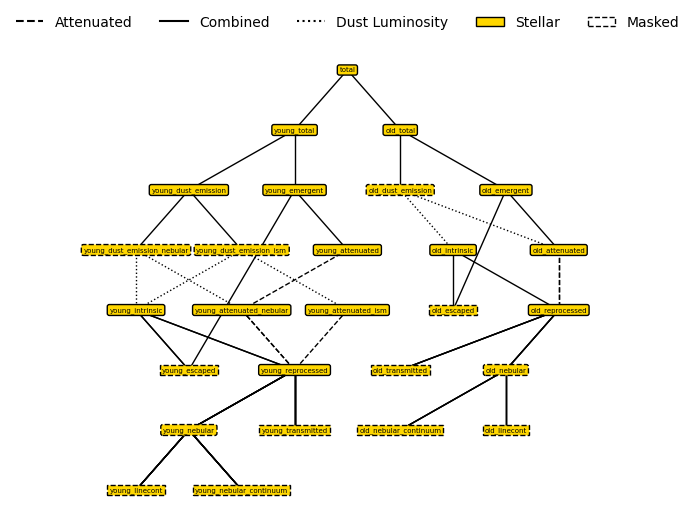 Attenuated Combined Dust Luminosity Stellar Masked
total
young_total old_total
young_dust_emission young_emergent old_dust_emission old_emergent
young_dust_emission_nebular young_dust_emission_ism young_attenuated old_intrinsic old_attenuated
young_intrinsic young_attenuated_nebular young_attenuated_ism old_escaped old_reprocessed
young_escaped young_reprocessed old_transmitted old_nebular
young_nebular young_transmitted old_nebular_continuum old_linecont
young_linecont young_nebular_continuum